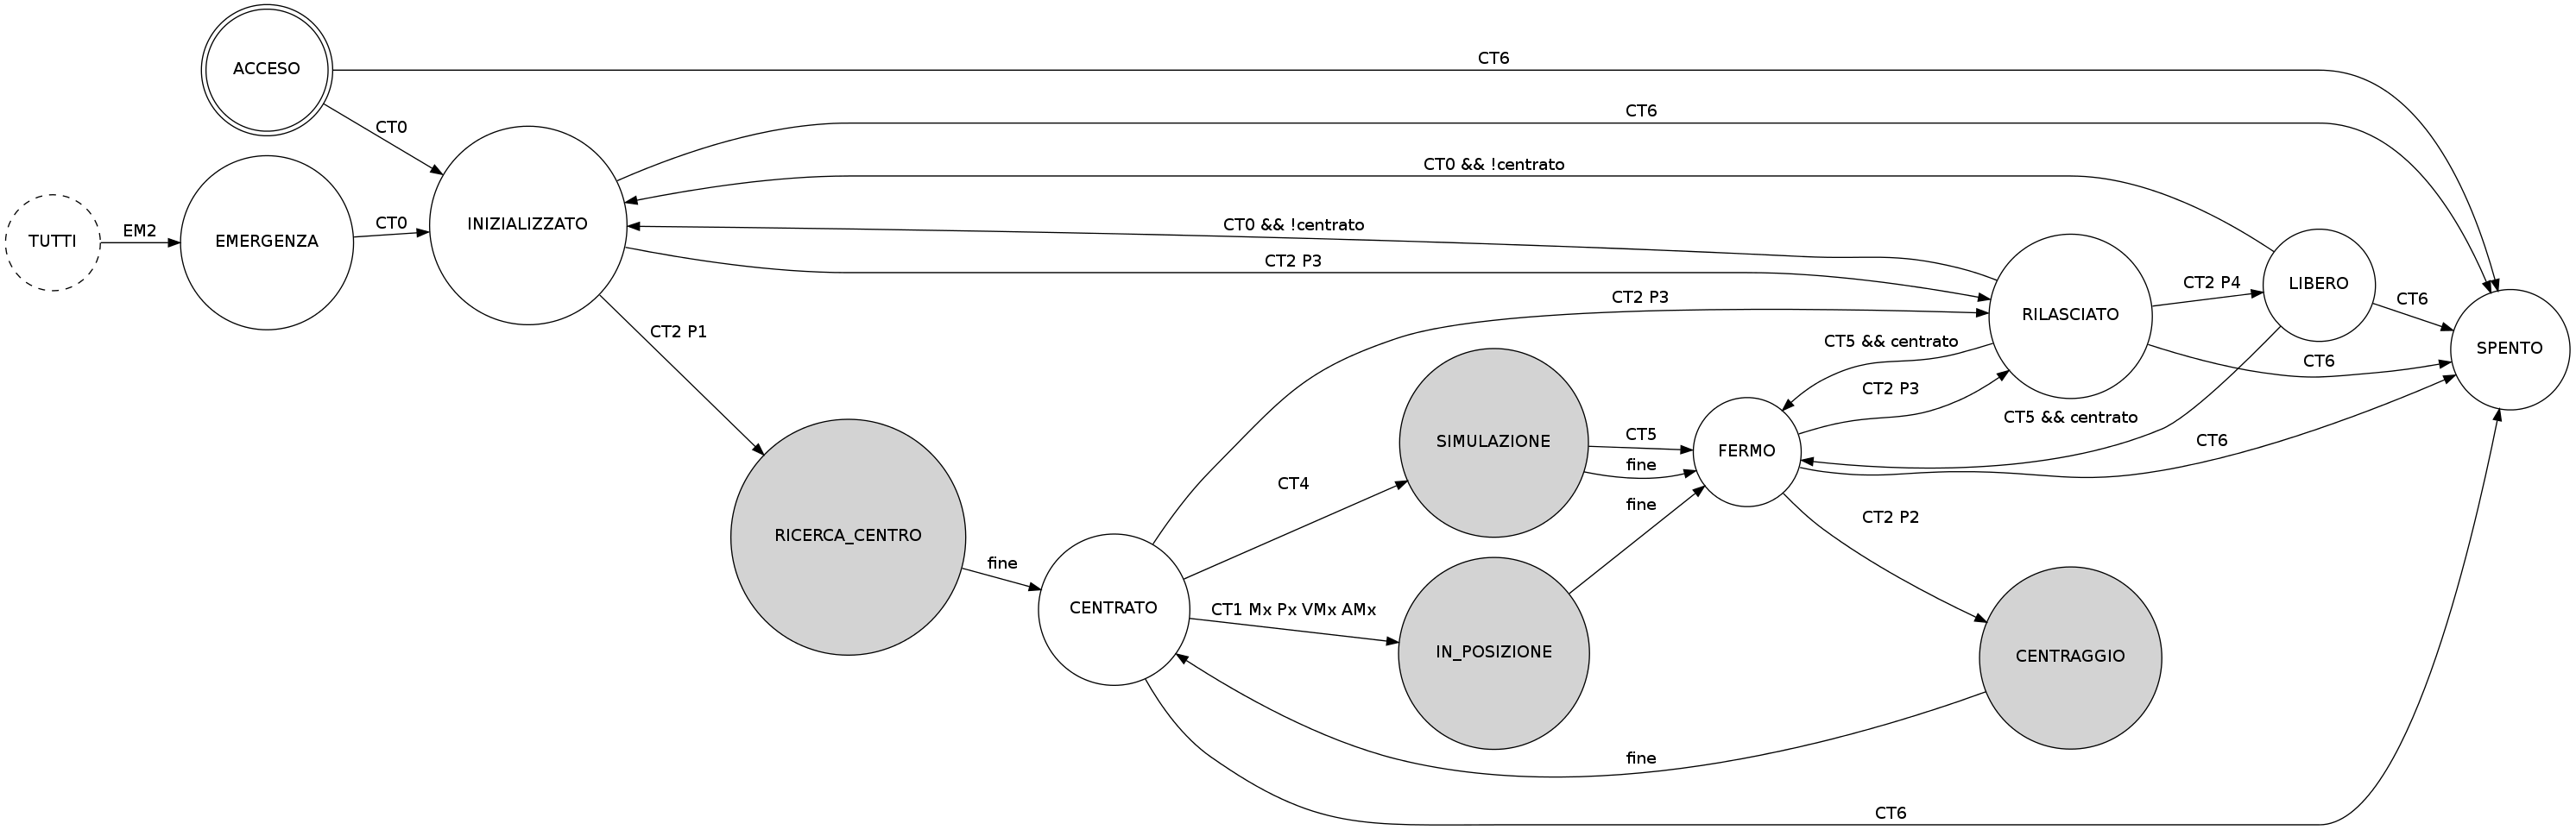 ACCESO
CT6
CT6
CT0
CT0 && !centrato
INIZIALIZZATO
CT0 && !centrato
CT0
EM2
TUTTI
EMERGENZA
CT2 P3
CT2 P4
LIBERO
CT2 P3
CT6
RILASCIATO
CT2 P1
CT5 && centrato
SPENTO
CT6
CT2 P3
CT5 && centrato
SIMULAZIONE
CT5
CT6
FERMO
fine
CT4
fine
CT2 P2
RICERCA_CENTRO
fine
CENTRATO
CT1 Mx Px VMx AMx
IN_POSIZIONE
CENTRAGGIO
fine
CT6